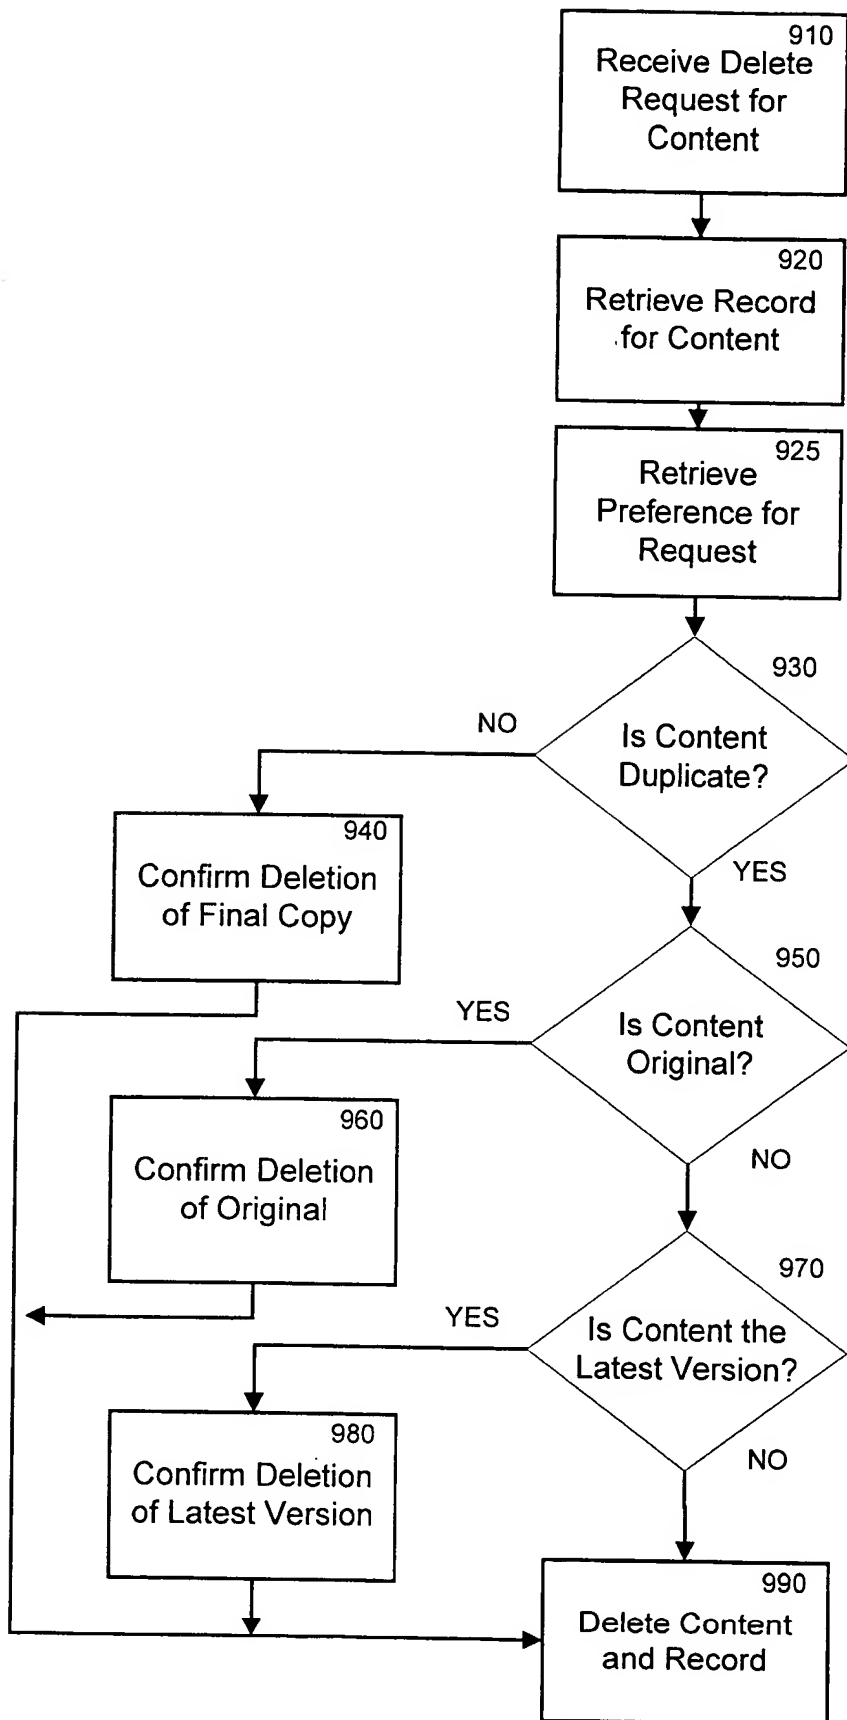 910
Receive Delete
Request for
Content
920
Retrieve Record
for Content
925
Retrieve
Preference for
Request
930
Is Content
Duplicate?
NO
YES
940
Confirm Deletion
of Final Copy
950
Is Content
Original?
YES
NO
960
Confirm Deletion
of Original
970
Is Content the
Latest Version?
YES
NO
980
Confirm Deletion
of Latest Version
990
Delete Content
and Record